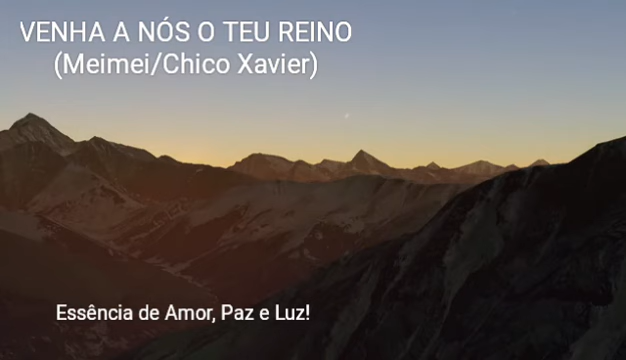 VENHA A NÓS O TEU REINO
(Meimei/Chico Xavier)
Essência de Amor, Paz e Luz!